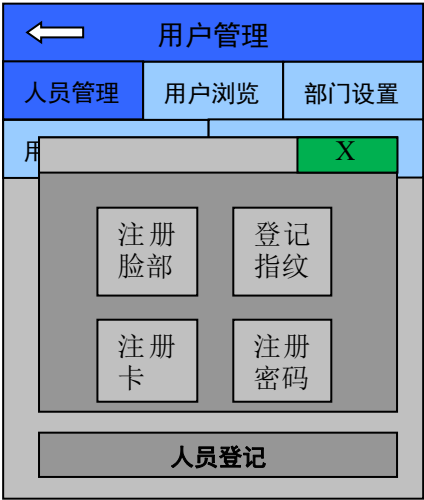 用户管理
人员管理 用户浏览 部门设置
X
注册 登记
脸部 指纹
注册 注册
卡 密码
人员登记